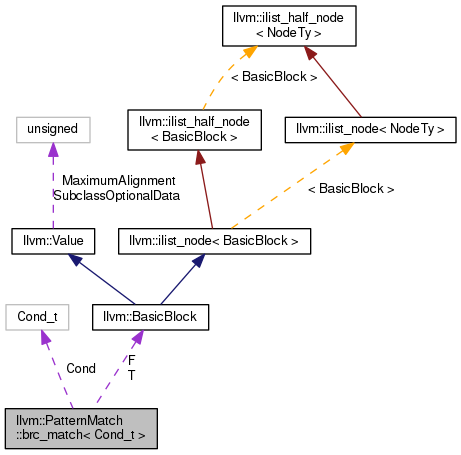 llvm::ilist_half_node
< NodeTy >
< BasicBlock >
llvm::ilist_half_node
< BasicBlock >
unsigned
llvm::ilist_node< NodeTy >
MaximumAlignment
SubclassOptionalData
< BasicBlock >
llvm::Value
llvm::ilist_node< BasicBlock >
Cond_t
llvm::BasicBlock
Cond
F
T
llvm::PatternMatch
::brc_match< Cond_t >